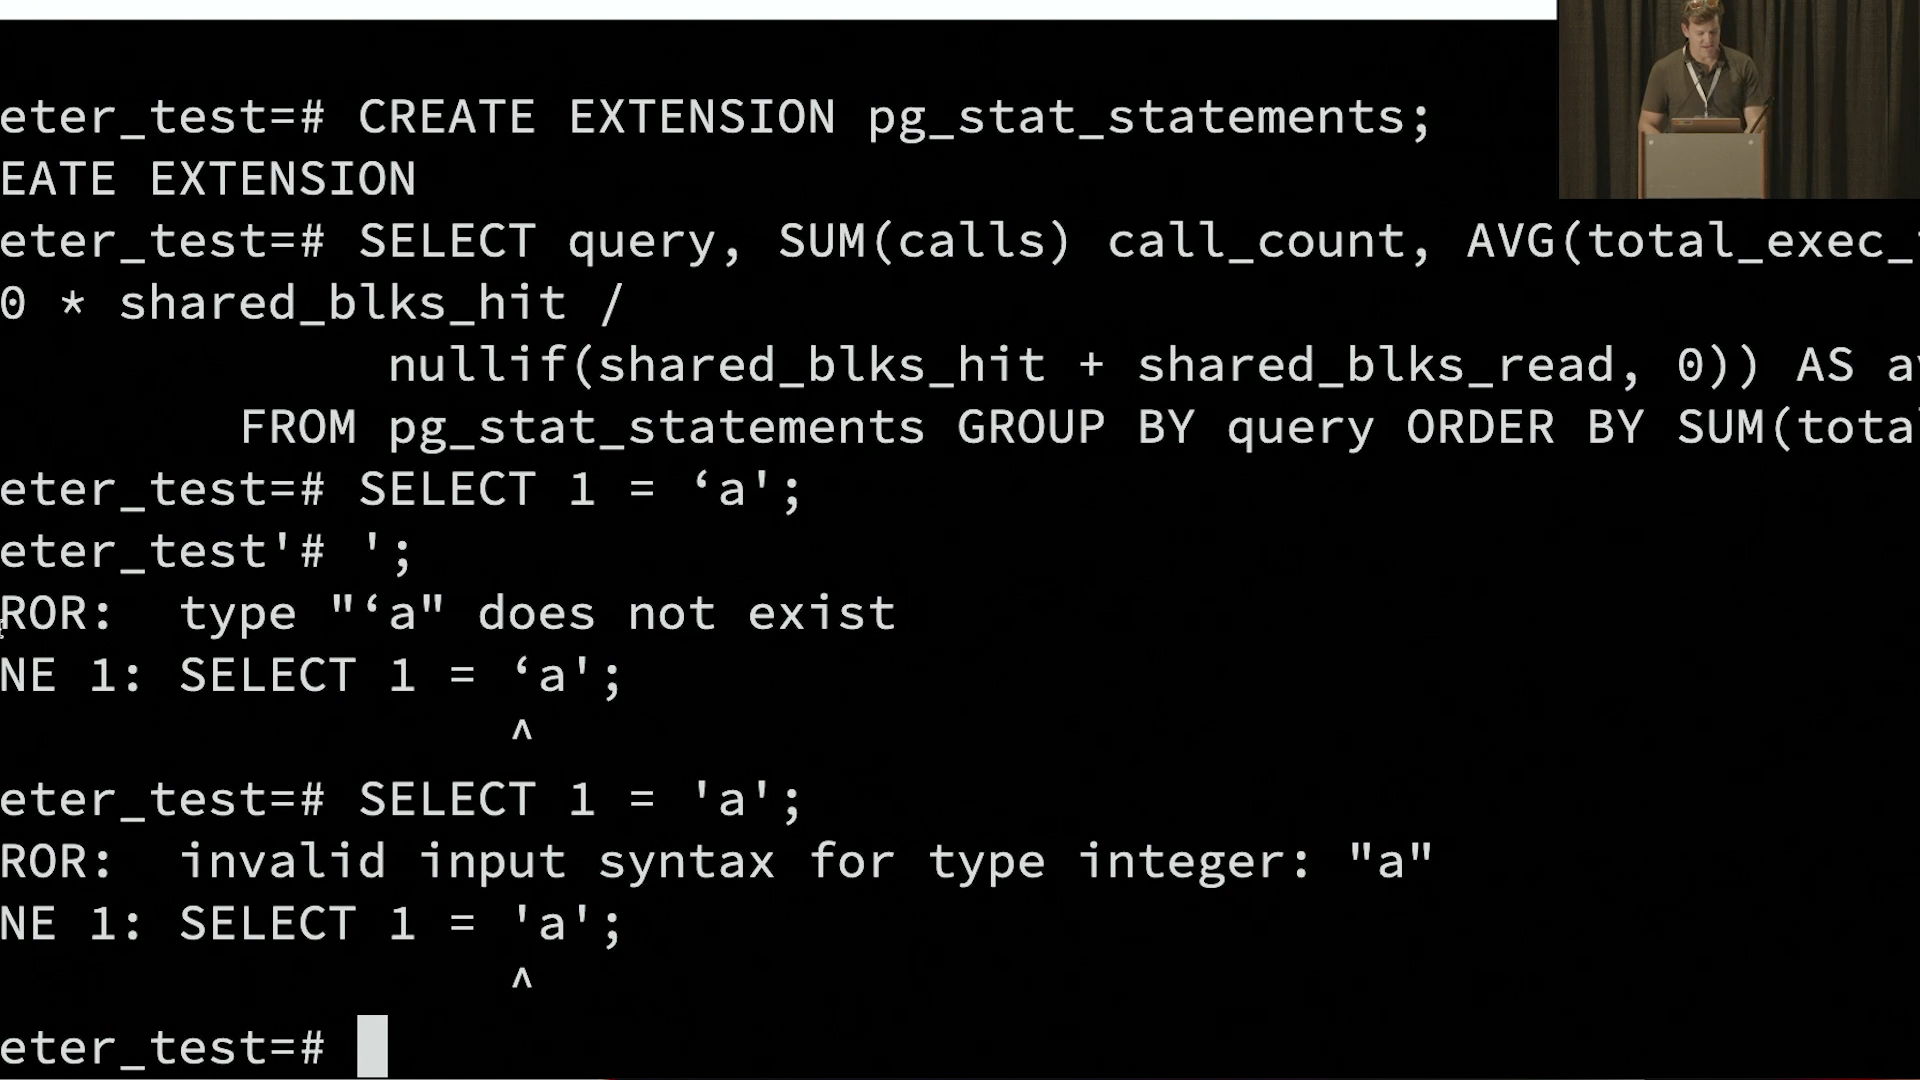 eter_test=# CREATE EXTENSION pg_stat_statements;
EATE EXTENSION
eter_test=# SELECT query, SUM(calls) call_count, AVG(total_exec_
0 * shared_blks_hit /
nullif(shared_blks_hit + shared_blks_read, 0)) AS a
FROM pg_stat_statements GROUP BY query ORDER BY SUM(tota
eter_test=# SELECT 1 = ‘a';
eter_test'# ';
ROR:  type "‘a" does not exist
NE 1: SELECT 1 = ‘a';
^
eter_test=# SELECT 1 = 'a';
ROR:  invalid input syntax for type integer: "a"
NE 1: SELECT 1 = 'a';
^
eter_test=#